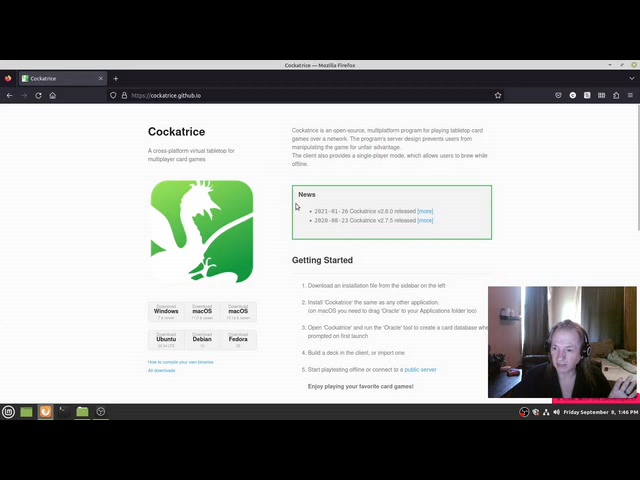 Cockatrice — Mozilla Firefox
Cockatrice
https://cockatrice.github.io
Cockatrice
A cross-platform virtual tabletop for
multiplayer card games
Download
Windows
7 & newer
Download
macOS
Download
macOS
Download
Ubuntu
Download
Debian
Download
Fedora
How to compile your own binaries
All downloads
Cockatrice is an open-source, multiplatform program for playing tabletop card
games over a network. The program's server design prevents users from
manipulating the game for unfair advantage.
The client also provides a single-player mode, which allows users to brew while
offline.
News
2021-01-26 Cockatrice v2.8.0 released [more]
2020-08-23 Cockatrice v2.7.5 released [more]
Getting Started
1. Download an installation file from the sidebar on the left
2. Install 'Cockatrice' the same as any other application.
(on macOS you need to drag 'Oracle' to your Applications folder too)
3. Open 'Cockatrice' and run the 'Oracle' tool to create a card database whe
prompted on first launch
4. Build a deck in the client, or import one
5. Start playtesting offline or connect to a public server
Enjoy playing your favorite card games!
Friday September 8, 1:46 PM